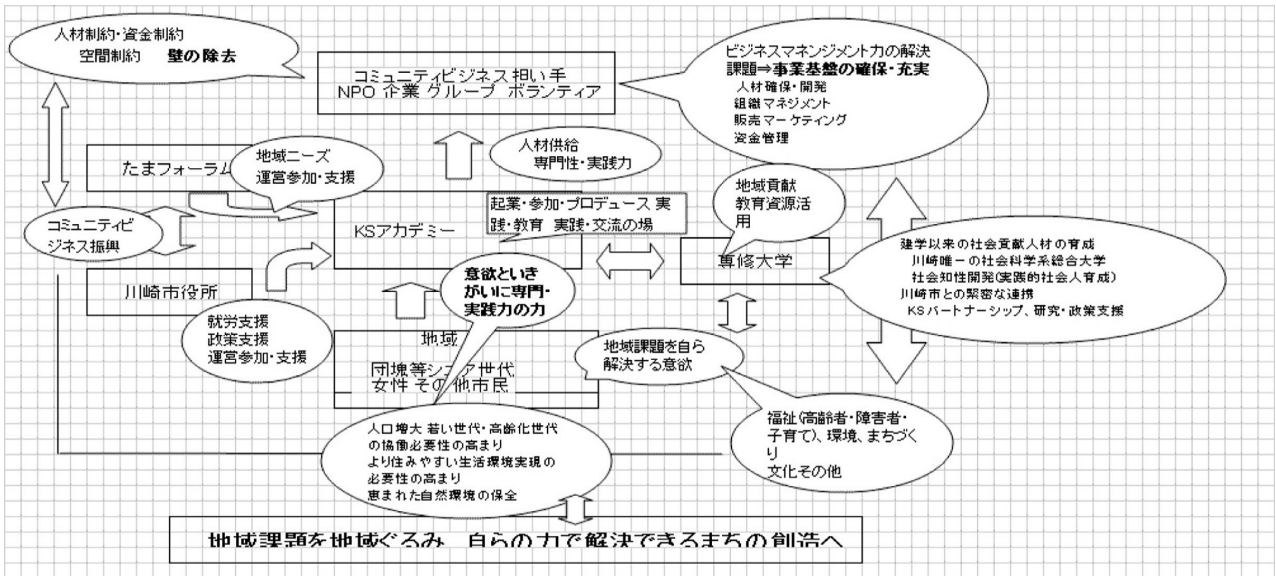 人材制約・資金制約
空間制約 壁の除去
コミュニティビジネス担い手
NPO 企業 グループ ボランティア
ビジネスマネンジメント力の解決
課題⇒事業基盤の確保・充実
人材確保・開発
組織マネジメント
販売マーケティング
資金管理
人材供給
専門性・実践力
たまフォーラム
地域ニーズ
運営参加・支援
コミュニティビ
ジネス振興
KSアカデミー
起業・参加・プロデュース 実
践・教育 実践・交流の場
地域貢献
教育資源活
用
専修大学
建学以来の社会貢献人材の育成
川崎唯一の社会科学系総合大学
社会知性開発(実践的社会人育成)
川崎市との緊密な連携
KSパートナーシップ、研究・政策支援
川崎市役所
就労支援
政策支援
運営参加・支援
意欲といき
がいに専門・
実践力の力
地域
団塊等シニア世代
女性 その他市民
地域課題を自ら
解決する意欲
人口増大 若い世代・高齢化世代
の協働必要性の高まり
より住みやすい生活環境実現の
必要性の高まり
恵まれた自然環境の保全
福祉(高齢者・障害者・
子育て)、環境、まちづく
り
文化その他
地域課題を地域ぐるみ 自らの力で解決できるまちの創造へ